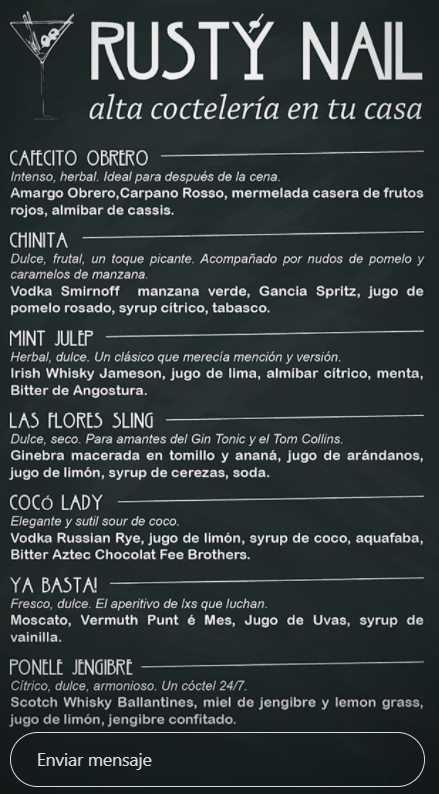 RUSTY NAIL
alta coctelería en tu casa
CAFECITO OBRERO
Intenso, herbal. Ideal para después de la cena.
Amargo Obrero,Carpano Rosso, mermelada casera de frutos
rojos, almíbar de cassis.
CHINITA
Dulce, frutal, un toque picante. Acompañado por nudos de pomelo y
caramelos de manzana.
Vodka Smirnoff manzana verde, Gancia Spritz, jugo de
pomelo rosado, syrup cítrico, tabasco.
MINT JULEP
Herbal, dulce. Un clásico que merecía mención y versión.
Irish Whisky Jameson, jugo de lima, almíbar cítrico, menta,
Bitter de Angostura.
LAS FLORES SLING
Dulce, seco. Para amantes del Gin Tonic y el Tom Collins.
Ginebra macerada en tomillo y ananá, jugo de arándanos,
jugo de limón, syrup de cerezas, soda.
COCÓ LADY
Elegante y sutil sour de coco.
Vodka Russian Rye, jugo de limón, syrup de coco, aquafaba,
Bitter Aztec Chocolat Fee Brothers.
YA BASTA!
Fresco, dulce. El aperitivo de lxs que luchan.
Moscato, Vermuth Punt é Mes, Jugo de Uvas, syrup de
vainilla.
PONELE JENGIBRE
Cítrico, dulce, armonioso. Un cóctel 24/7.
Scotch Whisky Ballantines, miel de jengibre y lemon grass,
jugo de limón, jengibre confitado.
Enviar mensaje